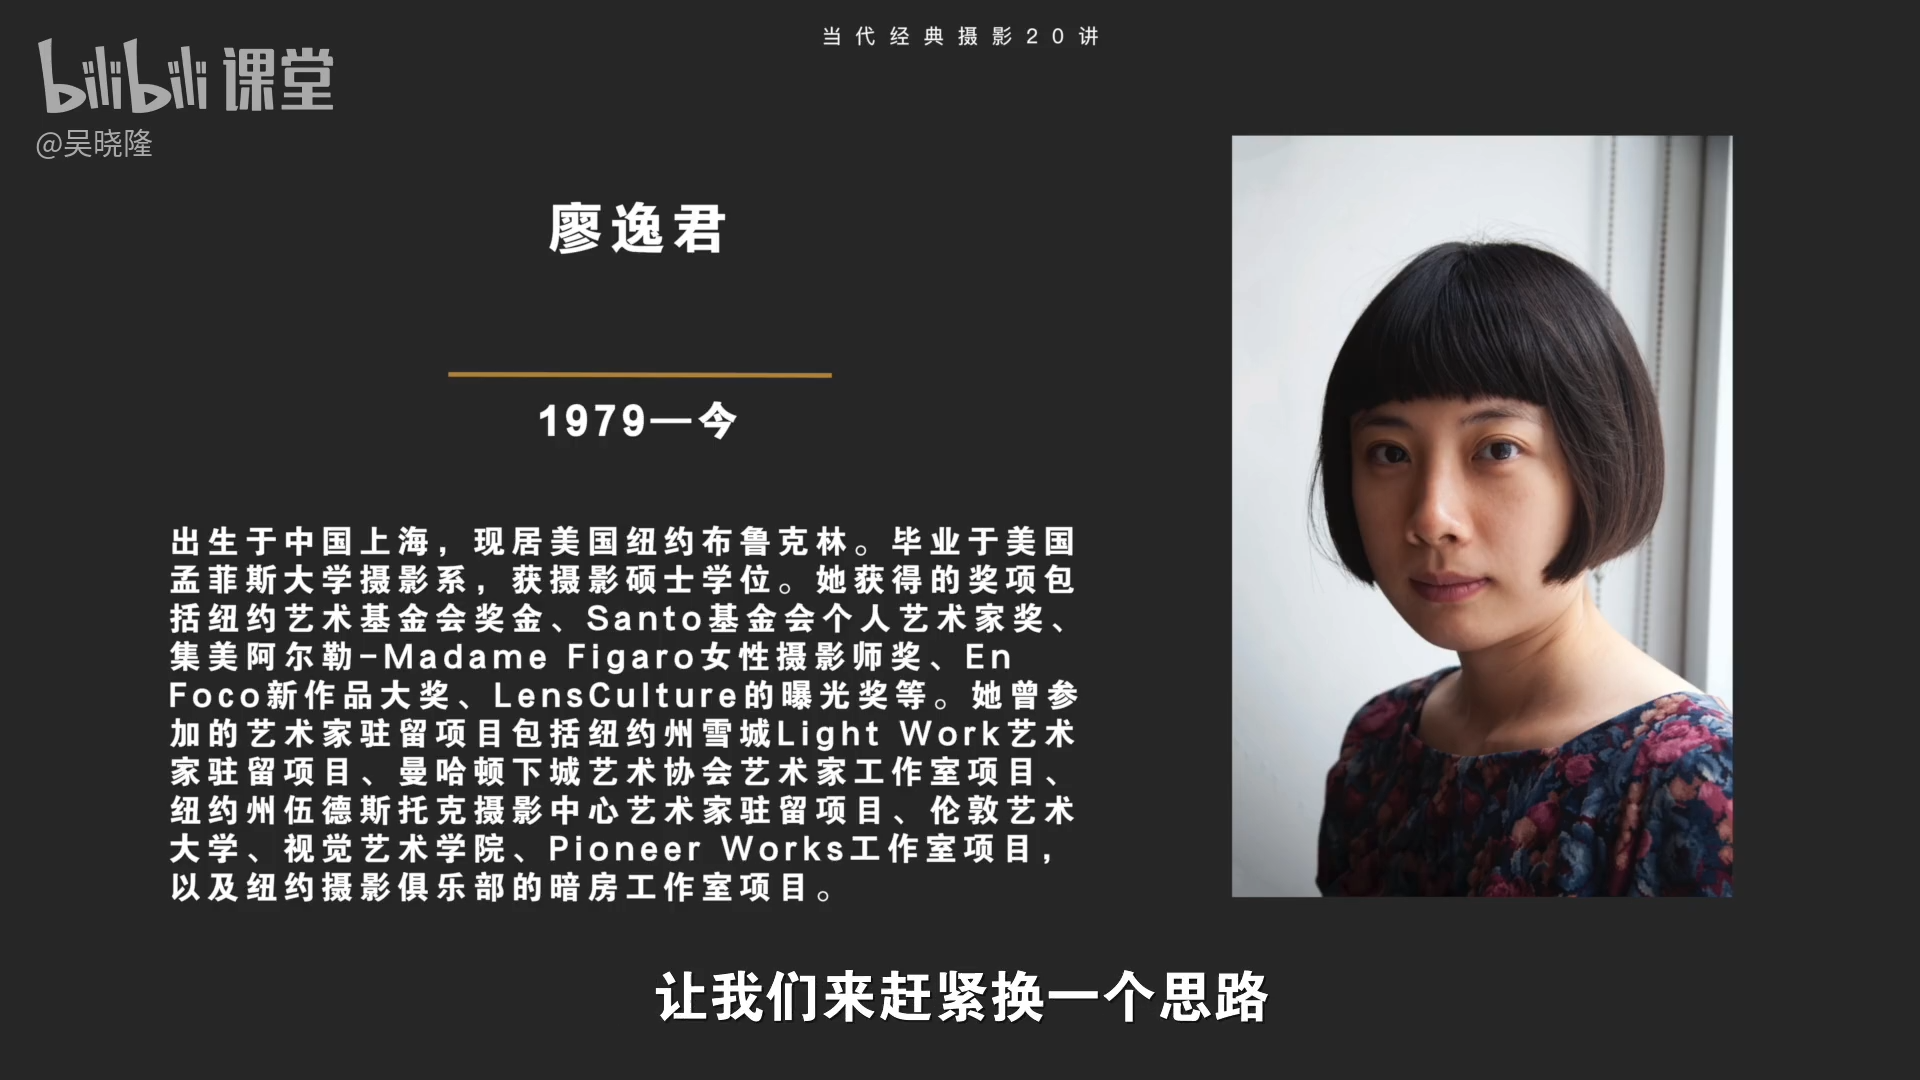 当代经典摄影20讲
bilibili 课堂
@吴晓隆
廖逸君
1979—今
出生于中国上海，现居美国纽约布鲁克林。毕业于美国
孟菲斯大学摄影系，获摄影硕士学位。她获得的奖项包
括纽约艺术基金会奖金、Santo基金会个人艺术家奖、
集美阿尔勒-Madame Figaro女性摄影师奖、En
Foco新作品大奖、LensCulture的曝光奖等。她曾参
加的艺术家驻留项目包括纽约州雪城Light Work艺术
家驻留项目、曼哈顿下城艺术协会艺术家工作室项目、
纽约州伍德斯托克摄影中心艺术家驻留项目、伦敦艺术
大学、视觉艺术学院、Pioneer Works工作室项目，
以及纽约摄影俱乐部的暗房工作室项目。
让我们来赶紧换一个思路